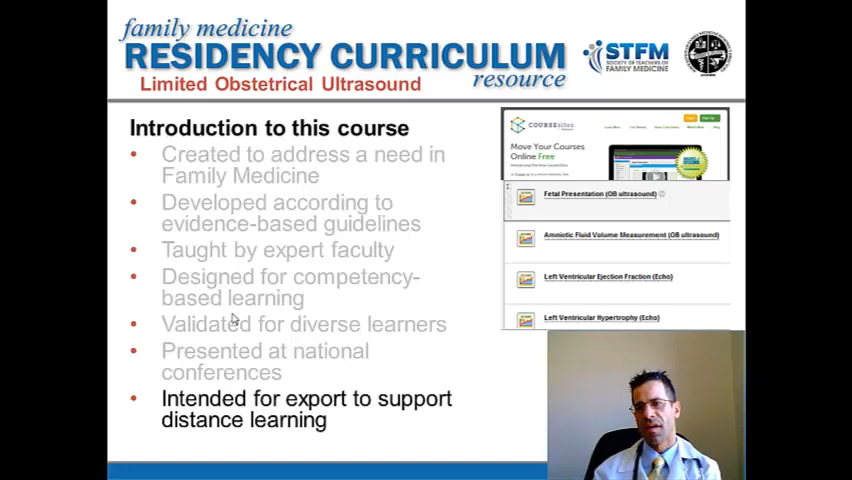 family medicine
RESIDENCY CURRICULUM
resource
Limited Obstetrical Ultrasound
STFM
SOCIETY OF TEACHERS
OF FAMILY MEDICINE
Introduction to this course
• Created to address a need in
Family Medicine
• Developed according to
evidence-based guidelines
• Taught by expert faculty
• Designed for competency-
based learning
• Validated for diverse learners
• Presented at national
conferences
• Intended for export to support
distance learning
COURSEsites
Move Your Courses
Online Free
Fetal Presentation (OB ultrasound)
Amniotic Fluid Volume Measurement (OB ultrasound)
Left Ventricular Ejection Fraction (Echo)
Left Ventricular Hypertrophy (Echo)